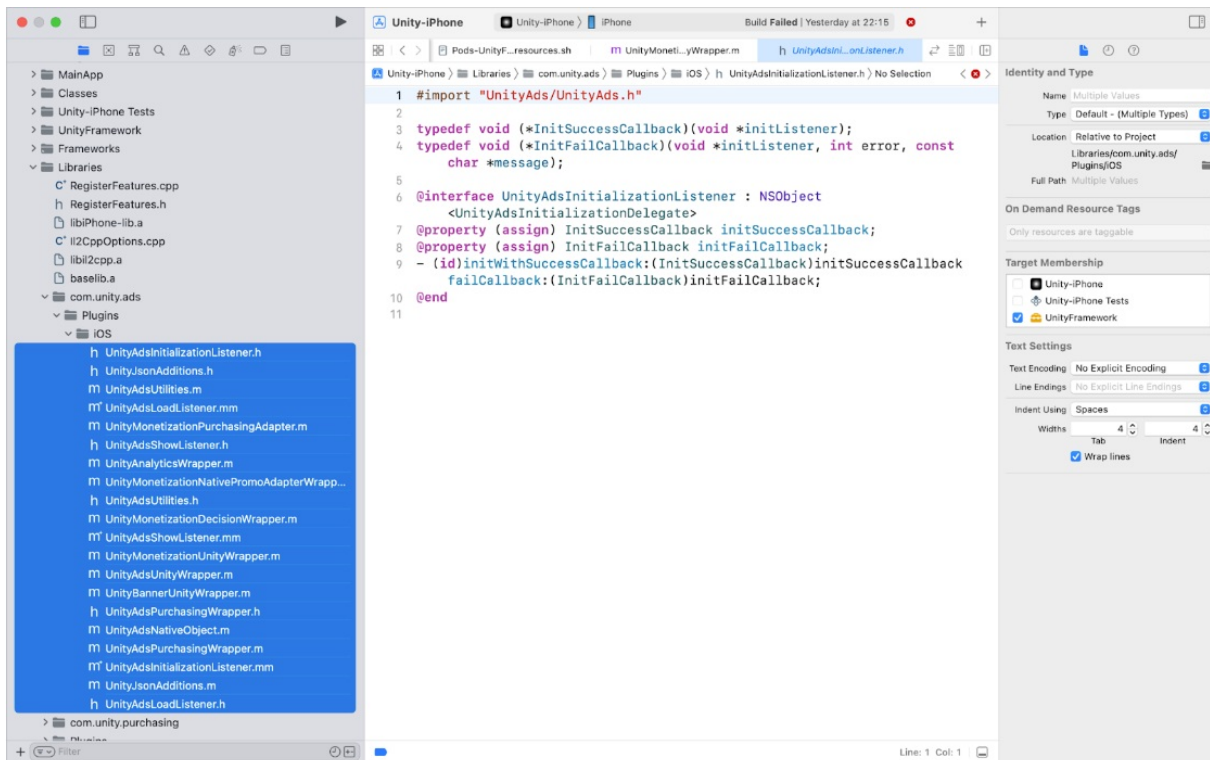 Unity-iPhone
Unity-iPhone
iPhone
Build Failed | Yesterday at 22:15
Pods-UnityF...resources.sh
m UnityMoneti...yWrapper.m
h UnityAdsIni...onListener.h
Unity-iPhone
Libraries
com.unity.ads
Plugins
iOS
h UnityAdsInitializationListener.h
No Selection
MainApp
Classes
Unity-iPhone Tests
UnityFramework
Frameworks
Libraries
C⁺ RegisterFeatures.cpp
h RegisterFeatures.h
libiPhone-lib.a
C⁺ Il2CppOptions.cpp
libil2cpp.a
baselib.a
com.unity.ads
Plugins
iOS
h UnityAdsInitializationListener.h
h UnityJsonAdditions.h
m UnityAdsUtilities.m
m⁺ UnityAdsLoadListener.mm
m UnityMonetizationPurchasingAdapter.m
h UnityAdsShowListener.h
m UnityAnalyticsWrapper.m
m UnityMonetizationNativePromoAdapterWrapp...
h UnityAdsUtilities.h
m UnityMonetizationDecisionWrapper.m
m⁺ UnityAdsShowListener.mm
m UnityMonetizationUnityWrapper.m
m UnityAdsUnityWrapper.m
m UnityBannerUnityWrapper.m
h UnityAdsPurchasingWrapper.h
m UnityAdsNativeObject.m
m UnityAdsPurchasingWrapper.m
m⁺ UnityAdsInitializationListener.mm
m UnityJsonAdditions.m
h UnityAdsLoadListener.h
com.unity.purchasing
Filter
1 #import "UnityAds/UnityAds.h"
2
3 typedef void (*InitSuccessCallback)(void *initListener);
4 typedef void (*InitFailCallback)(void *initListener, int error, const
char *message);
5
6 @interface UnityAdsInitializationListener : NSObject
<UnityAdsInitializationDelegate>
7 @property (assign) InitSuccessCallback initSuccessCallback;
8 @property (assign) InitFailCallback initFailCallback;
9 - (id)initWithSuccessCallback:(InitSuccessCallback)initSuccessCallback
failCallback:(InitFailCallback)initFailCallback;
10 @end
11
Line: 1 Col: 1
Identity and Type
Name Multiple Values
Type Default - (Multiple Types)
Location Relative to Project
Libraries/com.unity.ads/
Plugins/iOS
Full Path Multiple Values
On Demand Resource Tags
Only resources are taggable
Target Membership
Unity-iPhone
Unity-iPhone Tests
UnityFramework
Text Settings
Text Encoding No Explicit Encoding
Line Endings No Explicit Line Endings
Indent Using Spaces
Widths 4 4
Tab Indent
Wrap lines